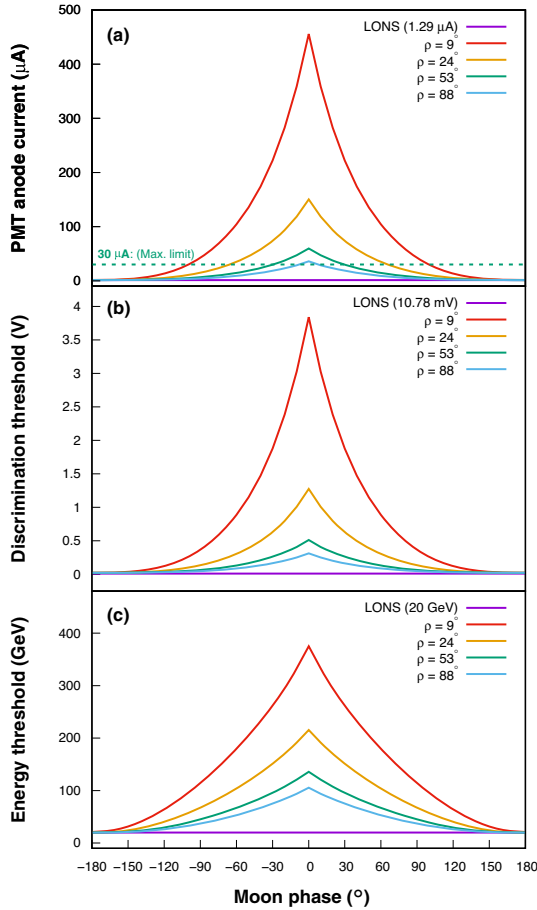 500
450
400
300
200
100
0
PMT anode current (μA)
(a)
LONS (1.29 μA)
ρ = 9°
ρ = 24°
ρ = 53°
ρ = 88°
30 μA: (Max. limit)
4
3.5
3
2.5
2
1.5
1
0.5
0
Discrimination threshold (V)
(b)
LONS (10.78 mV)
ρ = 9°
ρ = 24°
ρ = 53°
ρ = 88°
400
300
200
100
0
Energy threshold (GeV)
(c)
LONS (20 GeV)
ρ = 9°
ρ = 24°
ρ = 53°
ρ = 88°
−180 −150 −120 −90 −60 −30 0 30 60 90 120 150 180
Moon phase (°)